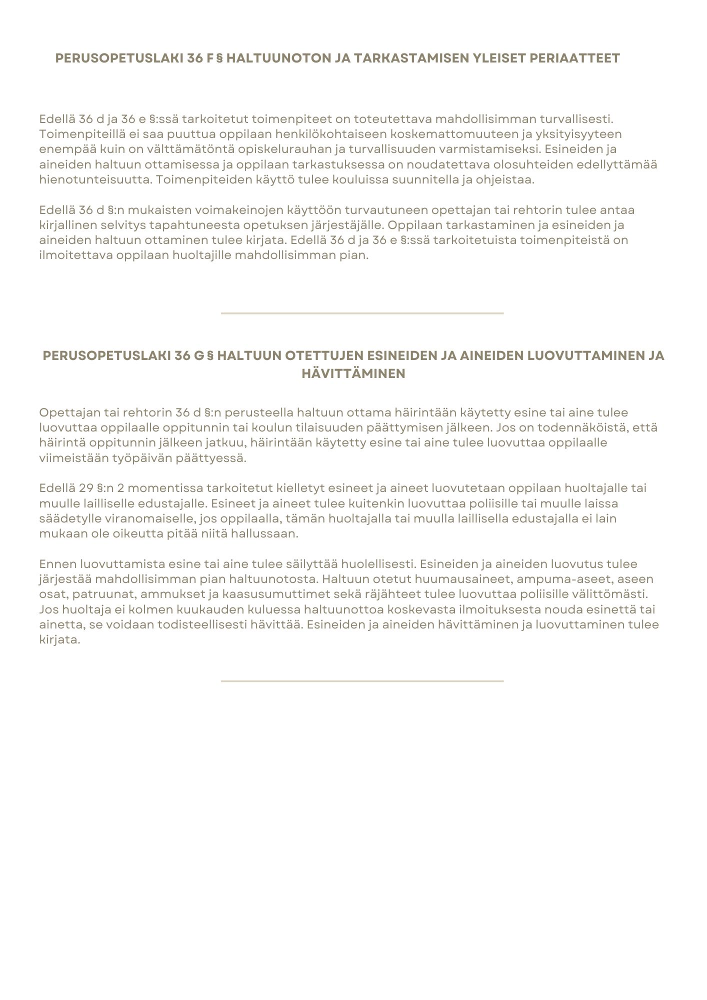 PERUSOPETUSLAKI 36 F § HALTUUNOTON JA TARKASTAMISEN YLEISET PERIAATTEET
Edellä 36 d ja 36 e §:ssä tarkoitetut toimenpiteet on toteutettava mahdollisimman turvallisesti.
Toimenpiteillä ei saa puuttua oppilaan henkilökohtaiseen koskemattomuuteen ja yksityisyyteen
enempää kuin on välttämätöntä opiskelurauhan ja turvallisuuden varmistamiseksi. Esineiden ja
aineiden haltuun ottamisessa ja oppilaan tarkastuksessa on noudatettava olosuhteiden edellyttämää
hienotunteisuutta. Toimenpiteiden käyttö tulee kouluissa suunnitella ja ohjeistaa.
Edellä 36 d §:n mukaisten voimakeinojen käyttöön turvautuneen opettajan tai rehtorin tulee antaa
kirjallinen selvitys tapahtuneesta opetuksen järjestäjälle. Oppilaan tarkastaminen ja esineiden ja
aineiden haltuun ottaminen tulee kirjata. Edellä 36 d ja 36 e §:ssä tarkoitetuista toimenpiteistä on
ilmoitettava oppilaan huoltajille mahdollisimman pian.
PERUSOPETUSLAKI 36 G § HALTUUN OTETTUJEN ESINEIDEN JA AINEIDEN LUOVUTTAMINEN JA
HÄVITTÄMINEN
Opettajan tai rehtorin 36 d §:n perusteella haltuun ottama häirintään käytetty esine tai aine tulee
luovuttaa oppilaalle oppitunnin tai koulun tilaisuuden päättymisen jälkeen. Jos on todennäköistä, että
häirintä oppitunnin jälkeen jatkuu, häirintään käytetty esine tai aine tulee luovuttaa oppilaalle
viimeistään työpäivän päättyessä.
Edellä 29 §:n 2 momentissa tarkoitetut kielletyt esineet ja aineet luovutetaan oppilaan huoltajalle tai
muulle lailliselle edustajalle. Esineet ja aineet tulee kuitenkin luovuttaa poliisille tai muulle laissa
säädetylle viranomaiselle, jos oppilaalla, tämän huoltajalla tai muulla laillisella edustajalla ei lain
mukaan ole oikeutta pitää niitä hallussaan.
Ennen luovuttamista esine tai aine tulee säilyttää huolellisesti. Esineiden ja aineiden luovutus tulee
järjestää mahdollisimman pian haltuunotosta. Haltuun otetut huumausaineet, ampuma-aseet, aseen
osat, patruunat, ammukset ja kaasusumuttimet sekä räjähteet tulee luovuttaa poliisille välittömästi.
Jos huoltaja ei kolmen kuukauden kuluessa haltuunottoa koskevasta ilmoituksesta nouda esinettä tai
ainetta, se voidaan todisteellisesti hävittää. Esineiden ja aineiden hävittäminen ja luovuttaminen tulee
kirjata.